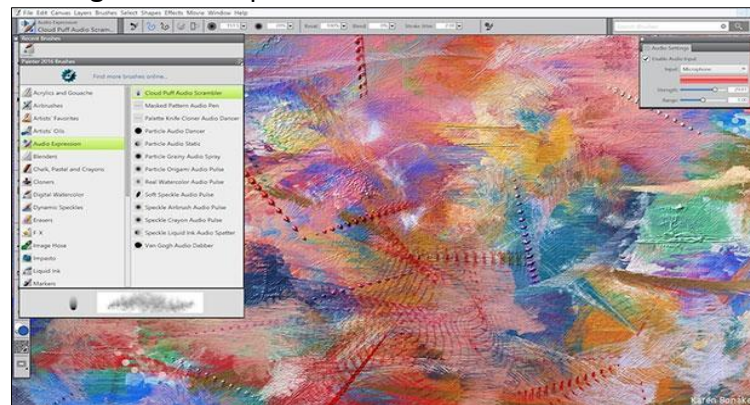 File Edit Canvas Layers Brushes Select Shapes Effects Movie Window Help
Audio Expression
Cloud Puff Audio Scram...
Recent Brushes
Painter 2016 Brushes
Find more brushes online...
Acrylics and Gouache
Airbrushes
Artists' Favorites
Artists' Oils
Audio Expression
Blenders
Chalk, Pastel and Crayons
Cloners
Digital Watercolor
Dynamic Speckles
Erasers
F-X
Image Hose
Impasto
Liquid Ink
Markers
Cloud Puff Audio Scrambler
Masked Pattern Audio Pen
Palette Knife Cloner Audio Dancer
Particle Audio Dancer
Particle Audio Static
Particle Grainy Audio Spray
Particle Origami Audio Pulse
Real Watercolor Audio Pulse
Soft Speckle Audio Pulse
Speckle Airbrush Audio Pulse
Speckle Crayon Audio Pulse
Speckle Liquid Ink Audio Spatter
Van Gogh Audio Dabber
Audio Settings
Enable Audio Input
Input: Microphone
Strength:
Range: